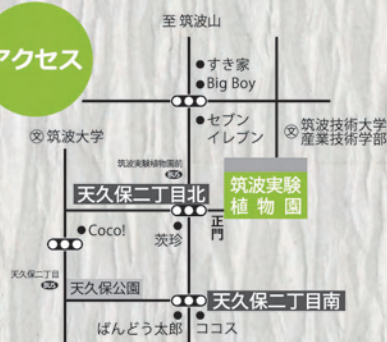 至 筑波山
アクセス
すき家
Big Boy
セブン
イレブン
文 筑波技術大学
産業技術学部
文 筑波大学
筑波実験植物園前
BUS
天久保二丁目北
筑波実験
植物園
正門
Coco!
茨珍
天久保二丁目
BUS
天久保公園
天久保二丁目南
ばんどう太郎
ココス